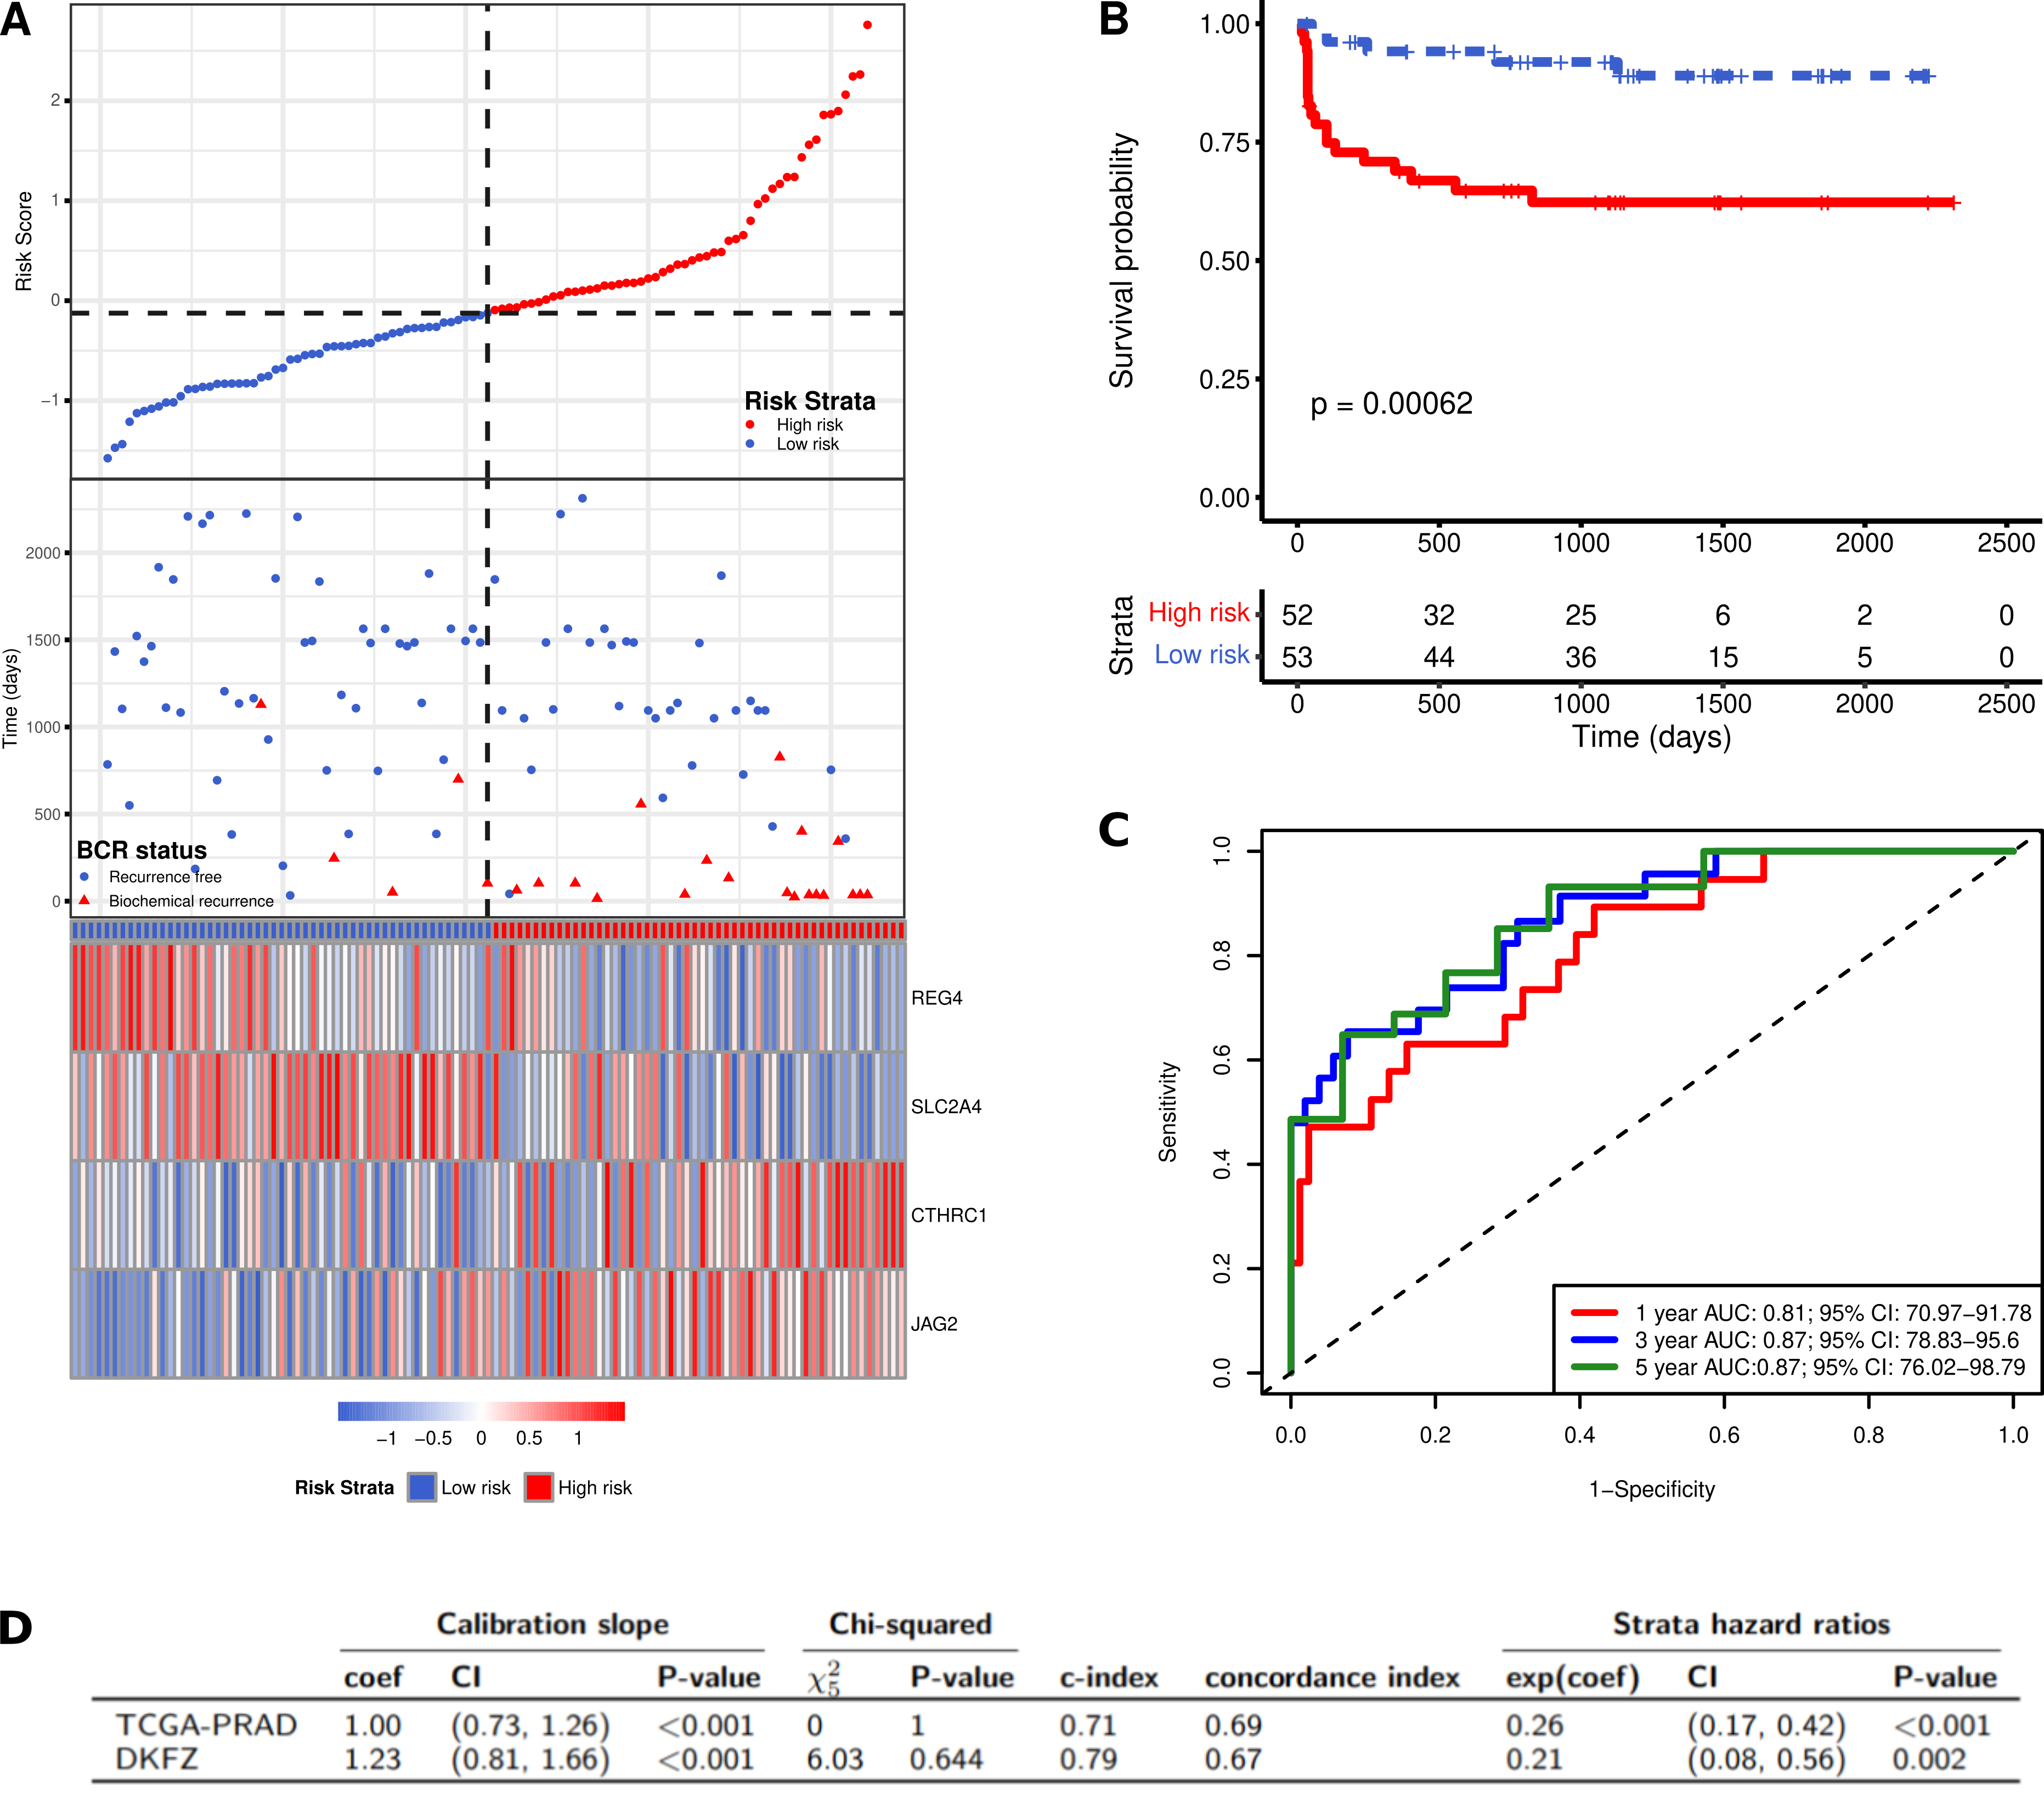 A
Risk Score
2
1
0
−1
Risk Strata
High risk
Low risk
Time (days)
2000
1500
1000
500
0
BCR status
Recurrence free
Biochemical recurrence
REG4
SLC2A4
CTHRC1
JAG2
−1 −0.5 0 0.5 1
Risk Strata Low risk High risk
B
Survival probability
1.00
0.75
0.50
0.25
0.00
p = 0.00062
0 500 1000 1500 2000 2500
Strata
High risk 52 32 25 6 2 0
Low risk 53 44 36 15 5 0
0 500 1000 1500 2000 2500
Time (days)
C
Sensitivity
1.0
0.8
0.6
0.4
0.2
0.0
1 year AUC: 0.81; 95% CI: 70.97−91.78
3 year AUC: 0.87; 95% CI: 78.83−95.6
5 year AUC:0.87; 95% CI: 76.02−98.79
0.0 0.2 0.4 0.6 0.8 1.0
1−Specificity
D
Calibration slope Chi-squared Strata hazard ratios
coef CI P-value χ²₅ P-value c-index concordance index exp(coef) CI P-value
TCGA-PRAD 1.00 (0.73, 1.26) <0.001 0 1 0.71 0.69 0.26 (0.17, 0.42) <0.001
DKFZ 1.23 (0.81, 1.66) <0.001 6.03 0.644 0.79 0.67 0.21 (0.08, 0.56) 0.002